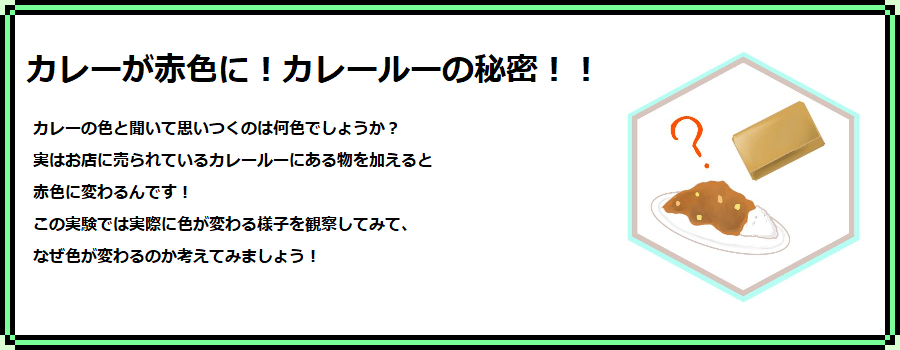 カレーが赤色に！カレールーの秘密！！
カレーの色と聞いて思いつくのは何色でしょうか？
実はお店に売られているカレールーにある物を加えると
赤色に変わるんです！
この実験では実際に色が変わる様子を観察してみて、
なぜ色が変わるのか考えてみましょう！
？